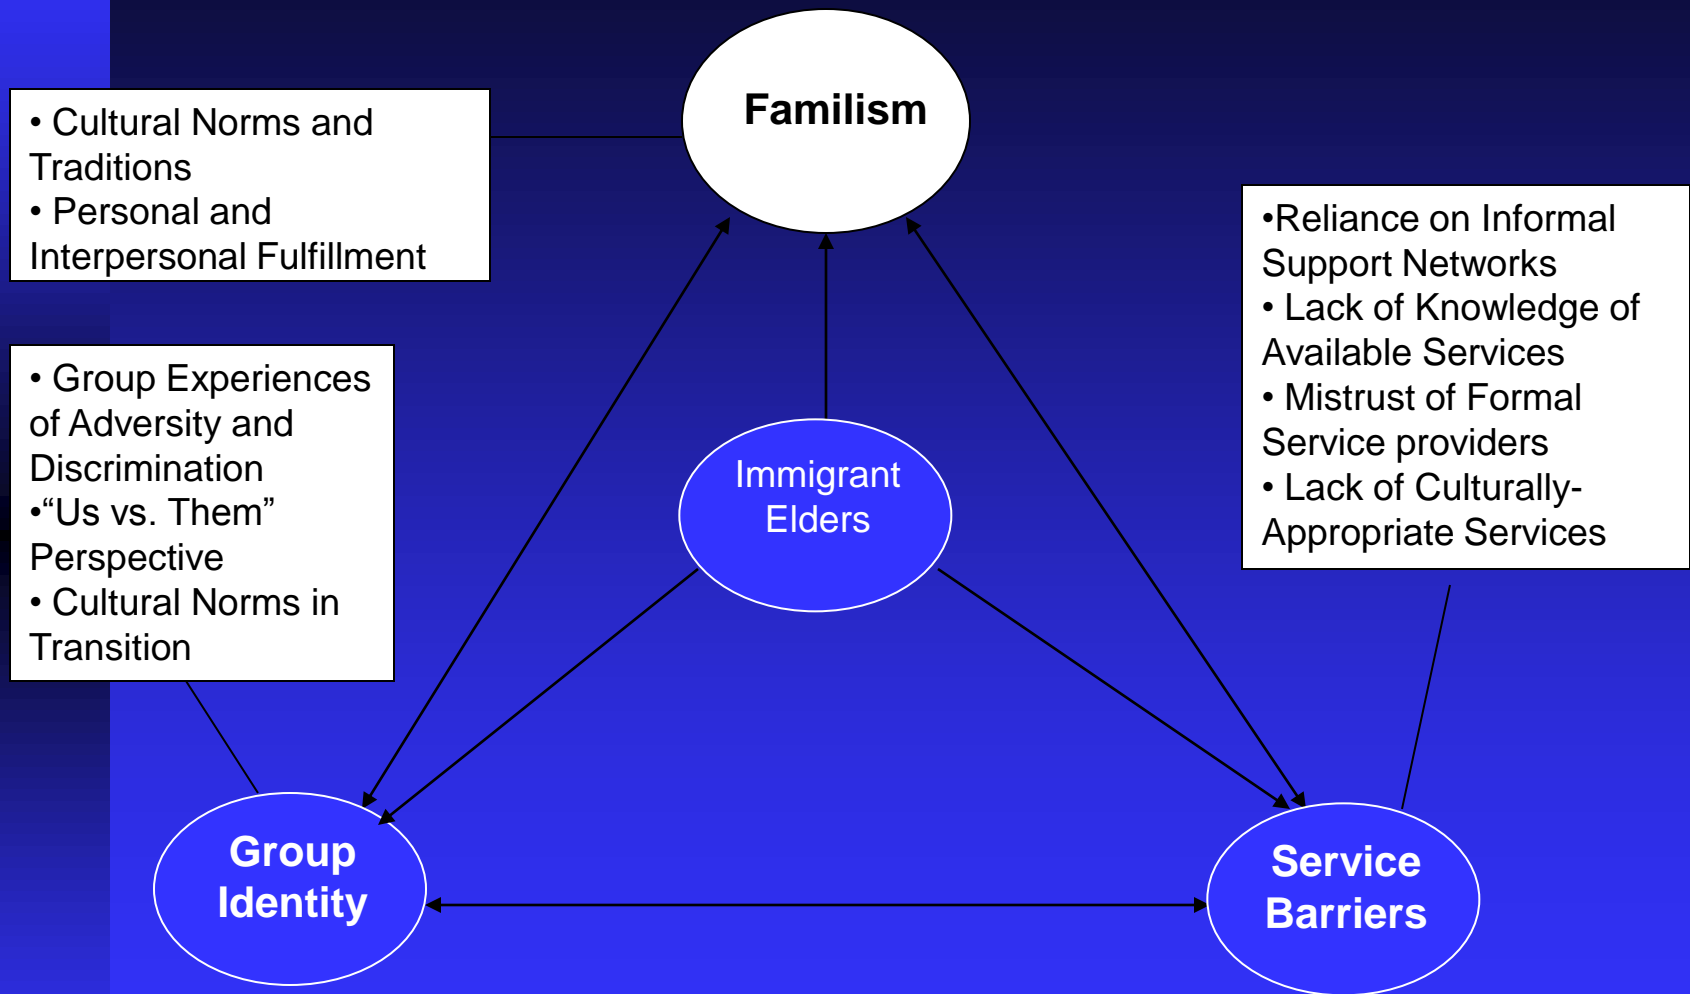 Familism
• Cultural Norms and
Traditions
• Personal and
Interpersonal Fulfillment
•Reliance on Informal
Support Networks
• Lack of Knowledge of
Available Services
• Mistrust of Formal
Service providers
• Lack of Culturally-
Appropriate Services
• Group Experiences
of Adversity and
Discrimination
•“Us vs. Them”
Perspective
• Cultural Norms in
Transition
Immigrant
Elders
Group
Identity
Service
Barriers